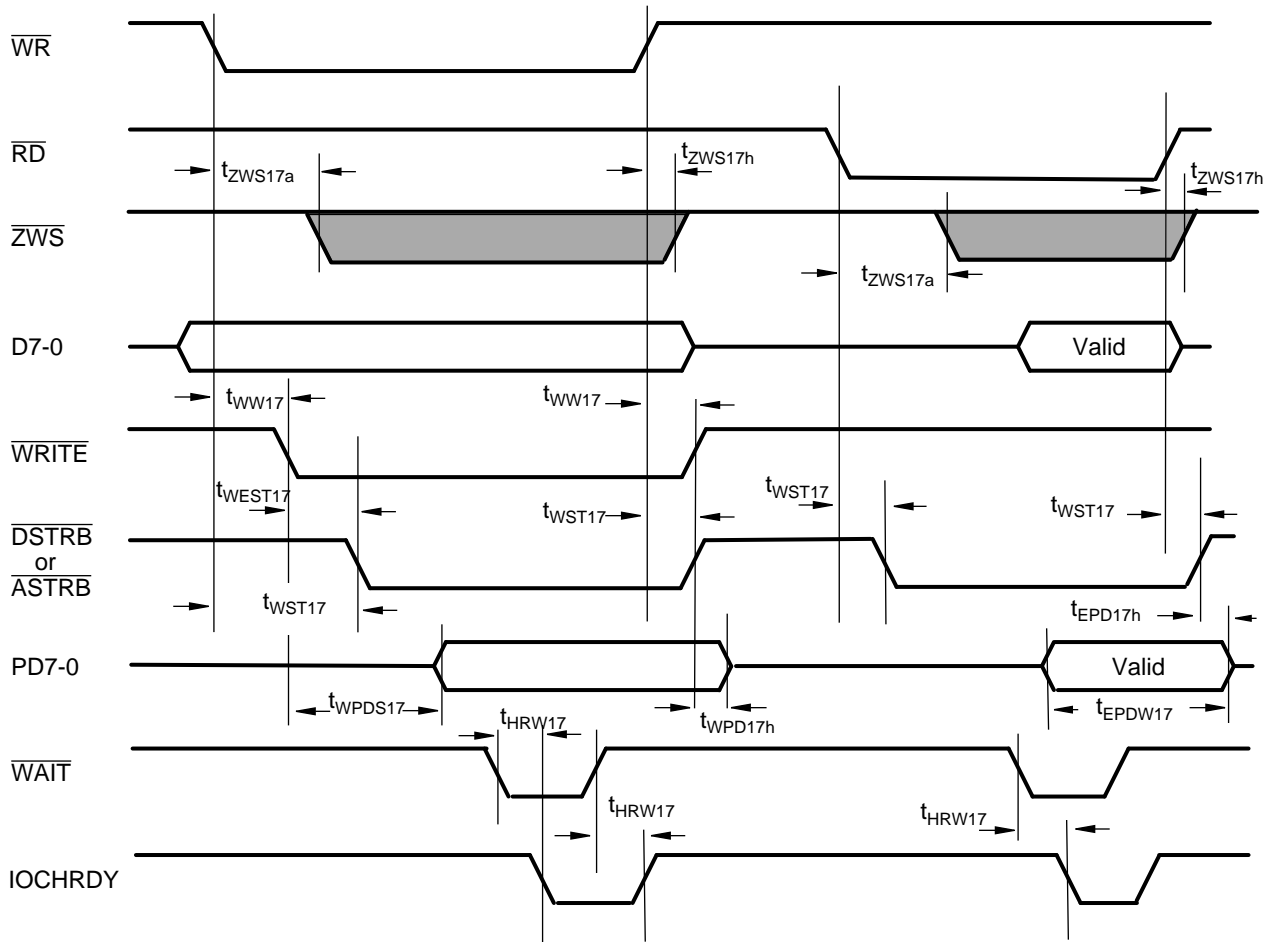 WR
RD
tZWS17a
tZWS17h
tZWS17h
ZWS
tZWS17a
D7-0
Valid
tWW17
tWW17
WRITE
tWEST17
tWST17
tWST17
tWST17
DSTRB
or
ASTRB
tWST17
tEPD17h
PD7-0
Valid
tWPDS17
tHRW17
tWPD17h
tEPDW17
WAIT
tHRW17
tHRW17
IOCHRDY